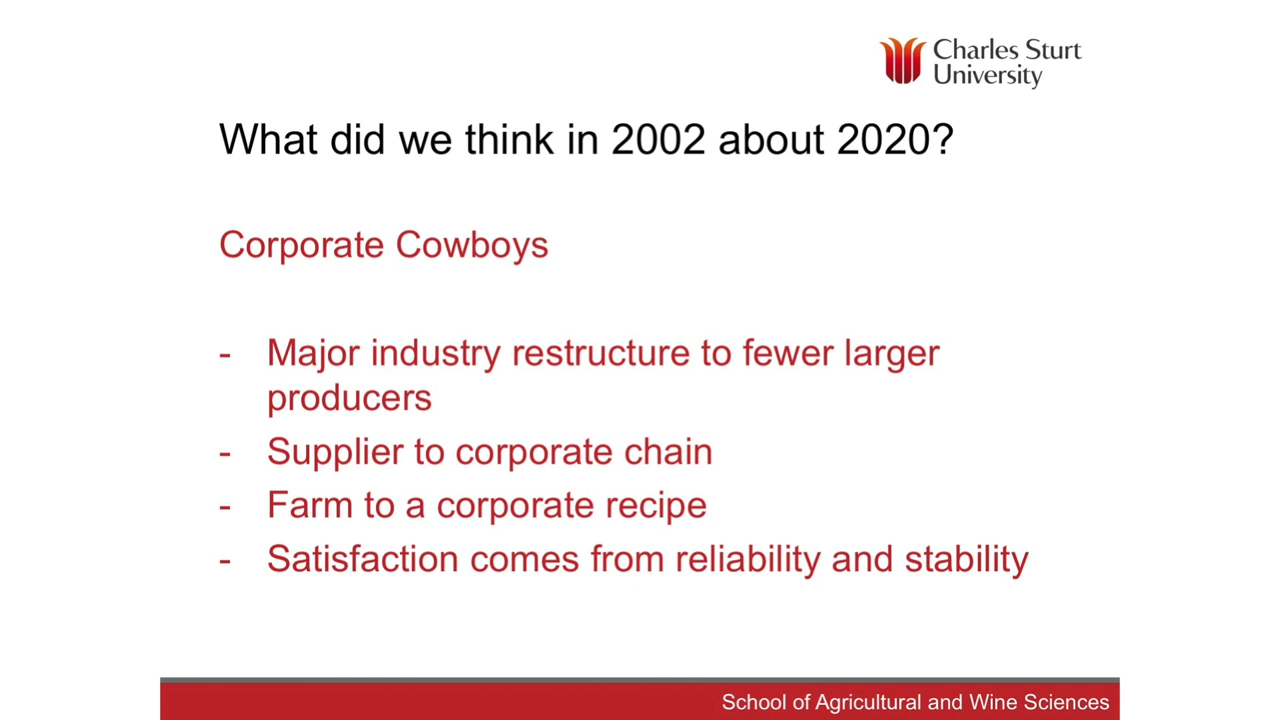 Charles Sturt
University
What did we think in 2002 about 2020?
Corporate Cowboys
- Major industry restructure to fewer larger
producers
- Supplier to corporate chain
- Farm to a corporate recipe
- Satisfaction comes from reliability and stability
School of Agricultural and Wine Sciences